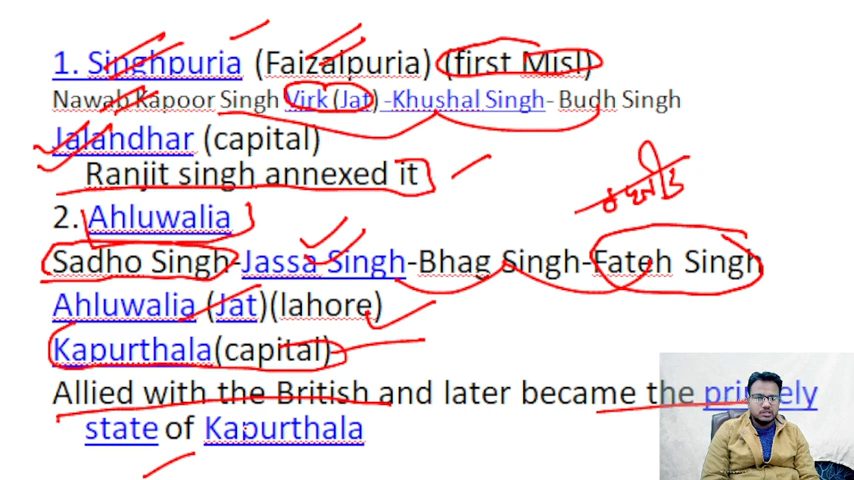 1. Singhpuria (Faizalpuria) (first Misl)
Nawab Kapoor Singh Virk (Jat) -Khushal Singh- Budh Singh
Jalandhar (capital)
Ranjit singh annexed it
2. Ahluwalia
Sadho Singh-Jassa Singh-Bhag Singh-Fateh Singh
Ahluwalia (Jat)(lahore)
Kapurthala(capital)
Allied with the British and later became the princely
state of Kapurthala